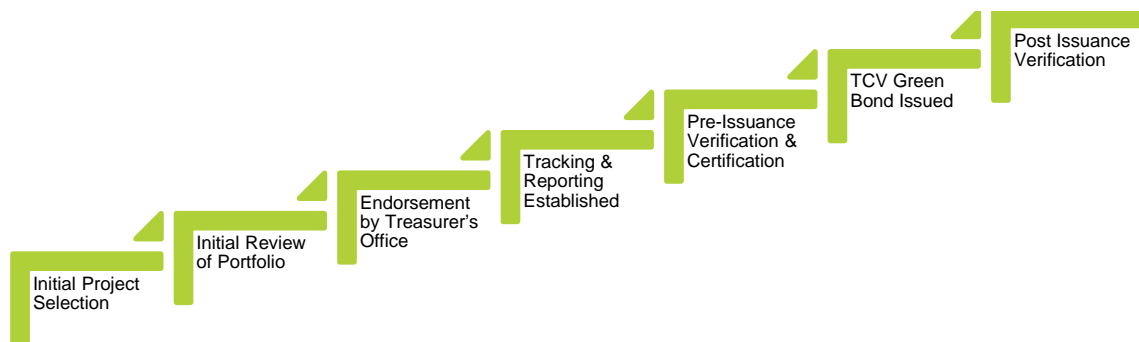 Initial Project
Selection
Initial Review
of Portfolio
Endorsement
by Treasurer's
Office
Tracking &
Reporting
Established
Pre-Issuance
Verification &
Certification
TCV Green
Bond Issued
Post Issuance
Verification